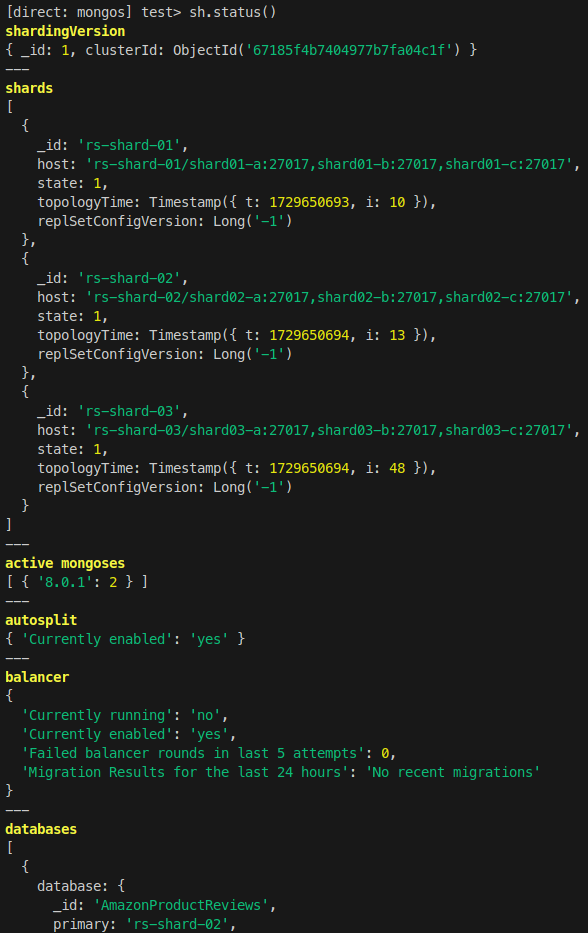 [direct: mongos] test> sh.status()
shardingVersion
{ _id: 1, clusterId: ObjectId('67185f4b7404977b7fa04c1f') }
---
shards
[
  {
    _id: 'rs-shard-01',
    host: 'rs-shard-01/shard01-a:27017,shard01-b:27017,shard01-c:27017',
    state: 1,
    topologyTime: Timestamp({ t: 1729650693, i: 10 }),
    replSetConfigVersion: Long('-1')
  },
  {
    _id: 'rs-shard-02',
    host: 'rs-shard-02/shard02-a:27017,shard02-b:27017,shard02-c:27017',
    state: 1,
    topologyTime: Timestamp({ t: 1729650694, i: 13 }),
    replSetConfigVersion: Long('-1')
  },
  {
    _id: 'rs-shard-03',
    host: 'rs-shard-03/shard03-a:27017,shard03-b:27017,shard03-c:27017',
    state: 1,
    topologyTime: Timestamp({ t: 1729650694, i: 48 }),
    replSetConfigVersion: Long('-1')
  }
]
---
active mongoses
[ { '8.0.1': 2 } ]
---
autosplit
{ 'Currently enabled': 'yes' }
---
balancer
{
  'Currently running': 'no',
  'Currently enabled': 'yes',
  'Failed balancer rounds in last 5 attempts': 0,
  'Migration Results for the last 24 hours': 'No recent migrations'
}
---
databases
[
  {
    database: {
      _id: 'AmazonProductReviews',
      primary: 'rs-shard-02',